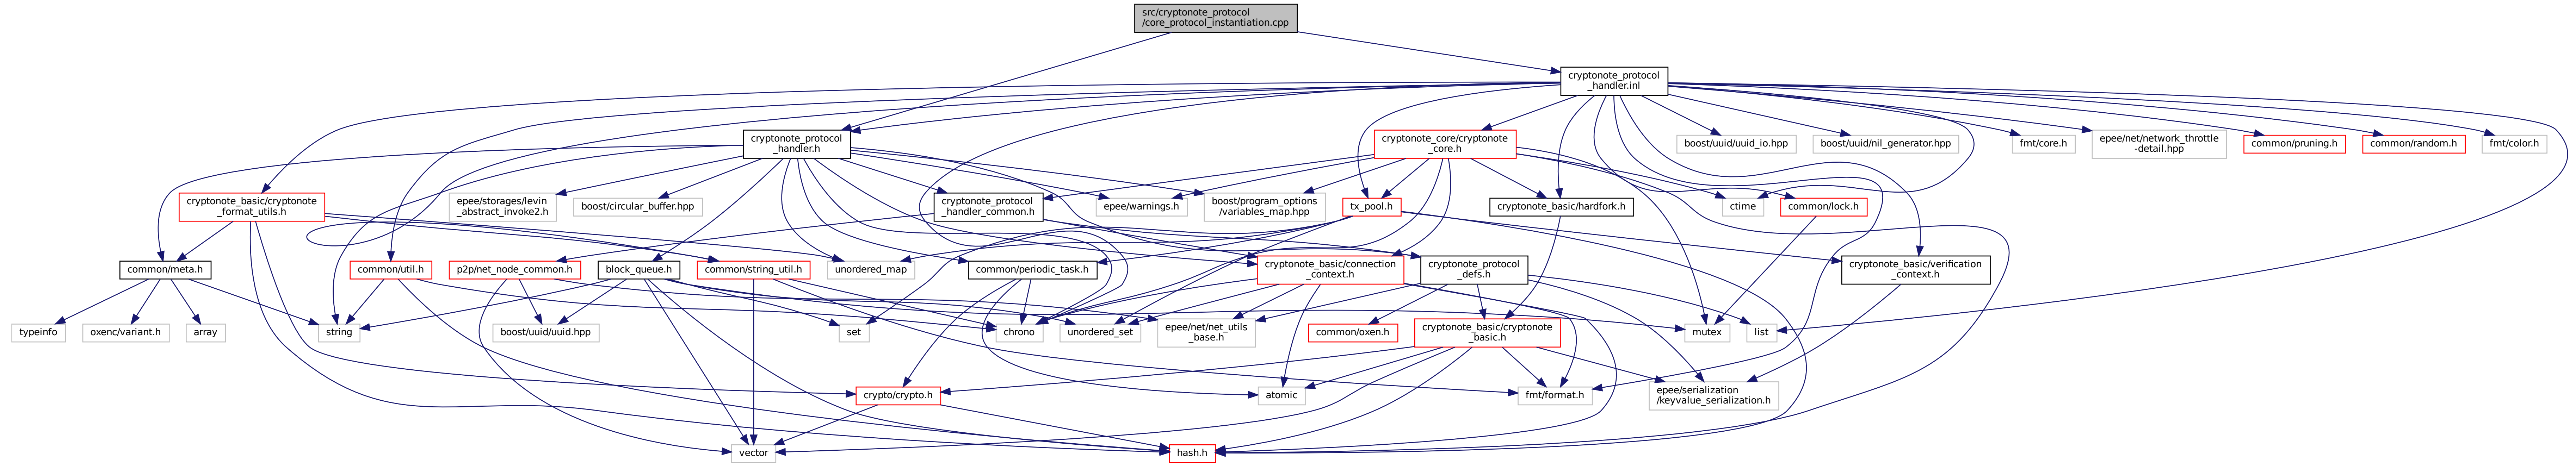 src/cryptonote_protocol
/core_protocol_instantiation.cpp
cryptonote_protocol
_handler.inl
cryptonote_protocol
_handler.h
cryptonote_core/cryptonote
_core.h
boost/uuid/uuid_io.hpp
boost/uuid/nil_generator.hpp
fmt/core.h
epee/net/network_throttle
-detail.hpp
common/pruning.h
common/random.h
fmt/color.h
cryptonote_basic/cryptonote
_format_utils.h
epee/storages/levin
_abstract_invoke2.h
boost/circular_buffer.hpp
cryptonote_protocol
_handler_common.h
epee/warnings.h
boost/program_options
/variables_map.hpp
tx_pool.h
cryptonote_basic/hardfork.h
ctime
common/lock.h
common/meta.h
common/util.h
p2p/net_node_common.h
block_queue.h
common/string_util.h
unordered_map
common/periodic_task.h
cryptonote_basic/connection
_context.h
cryptonote_protocol
_defs.h
cryptonote_basic/verification
_context.h
typeinfo
oxenc/variant.h
array
string
boost/uuid/uuid.hpp
set
chrono
unordered_set
epee/net/net_utils
_base.h
common/oxen.h
cryptonote_basic/cryptonote
_basic.h
mutex
list
crypto/crypto.h
atomic
fmt/format.h
epee/serialization
/keyvalue_serialization.h
vector
hash.h